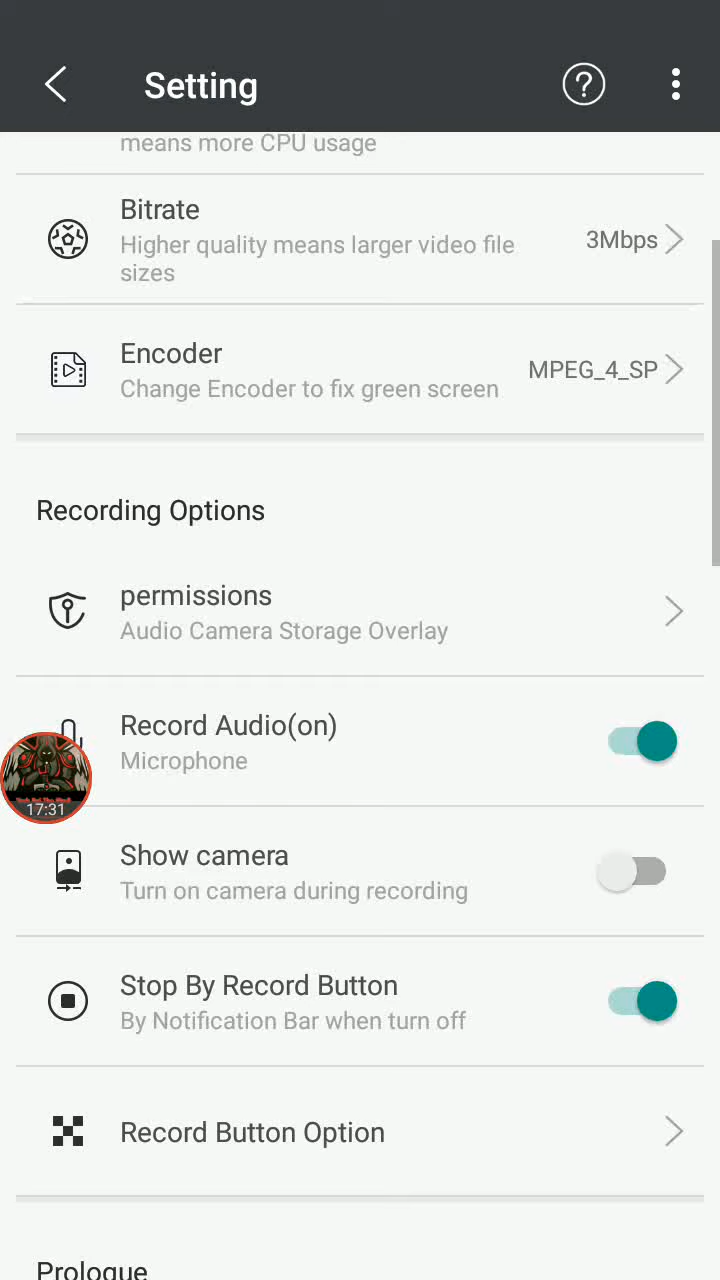 Setting
means more CPU usage
Bitrate
Higher quality means larger video file
sizes
3Mbps
Encoder
Change Encoder to fix green screen
MPEG_4_SP
Recording Options
permissions
Audio Camera Storage Overlay
Record Audio(on)
Microphone
17:31
Show camera
Turn on camera during recording
Stop By Record Button
By Notification Bar when turn off
Record Button Option
Prologue